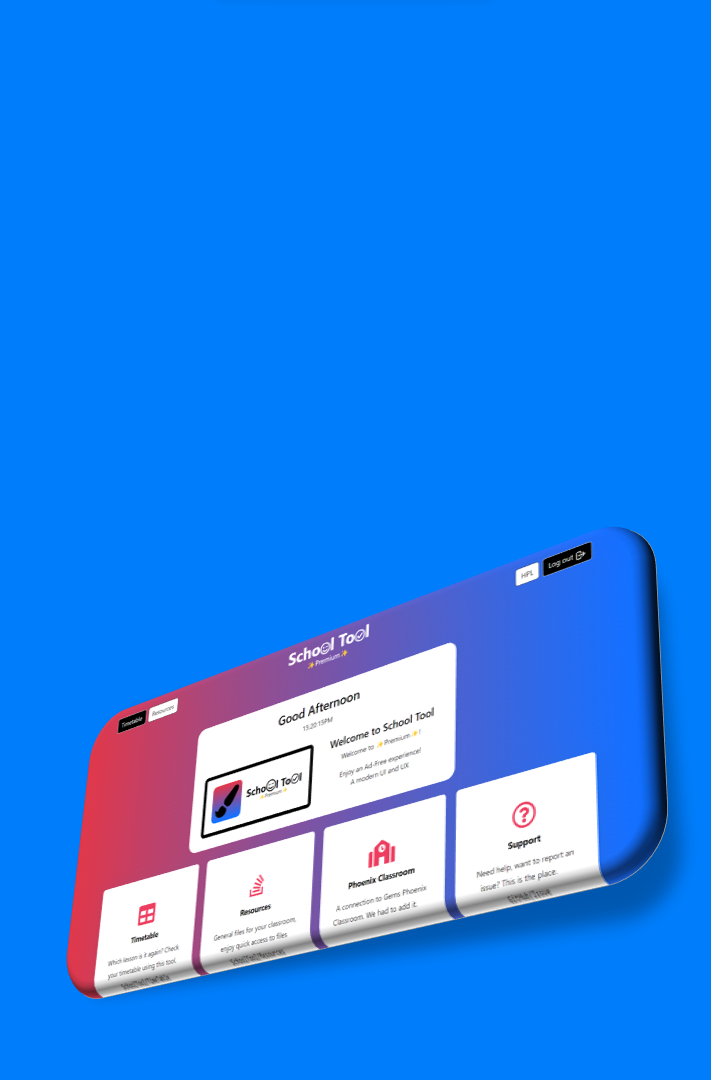 HPL
Log out
School Tool
✨Premium✨
Timetable
Resources
Good Afternoon
15:20:15PM
Welcome to School Tool
Welcome to ✨Premium✨!
Enjoy an Ad-Free experience!
A modern UI and UX
School Tool
✨Premium✨
Support
Need help, want to report an
issue? This is the place.
Phoenix Classroom
A connection to Gems Phoenix
Classroom. We had to add it.
Resources
General files for your classroom,
enjoy quick access to files
Timetable
Which lesson is it again? Check
your timetable using this tool.